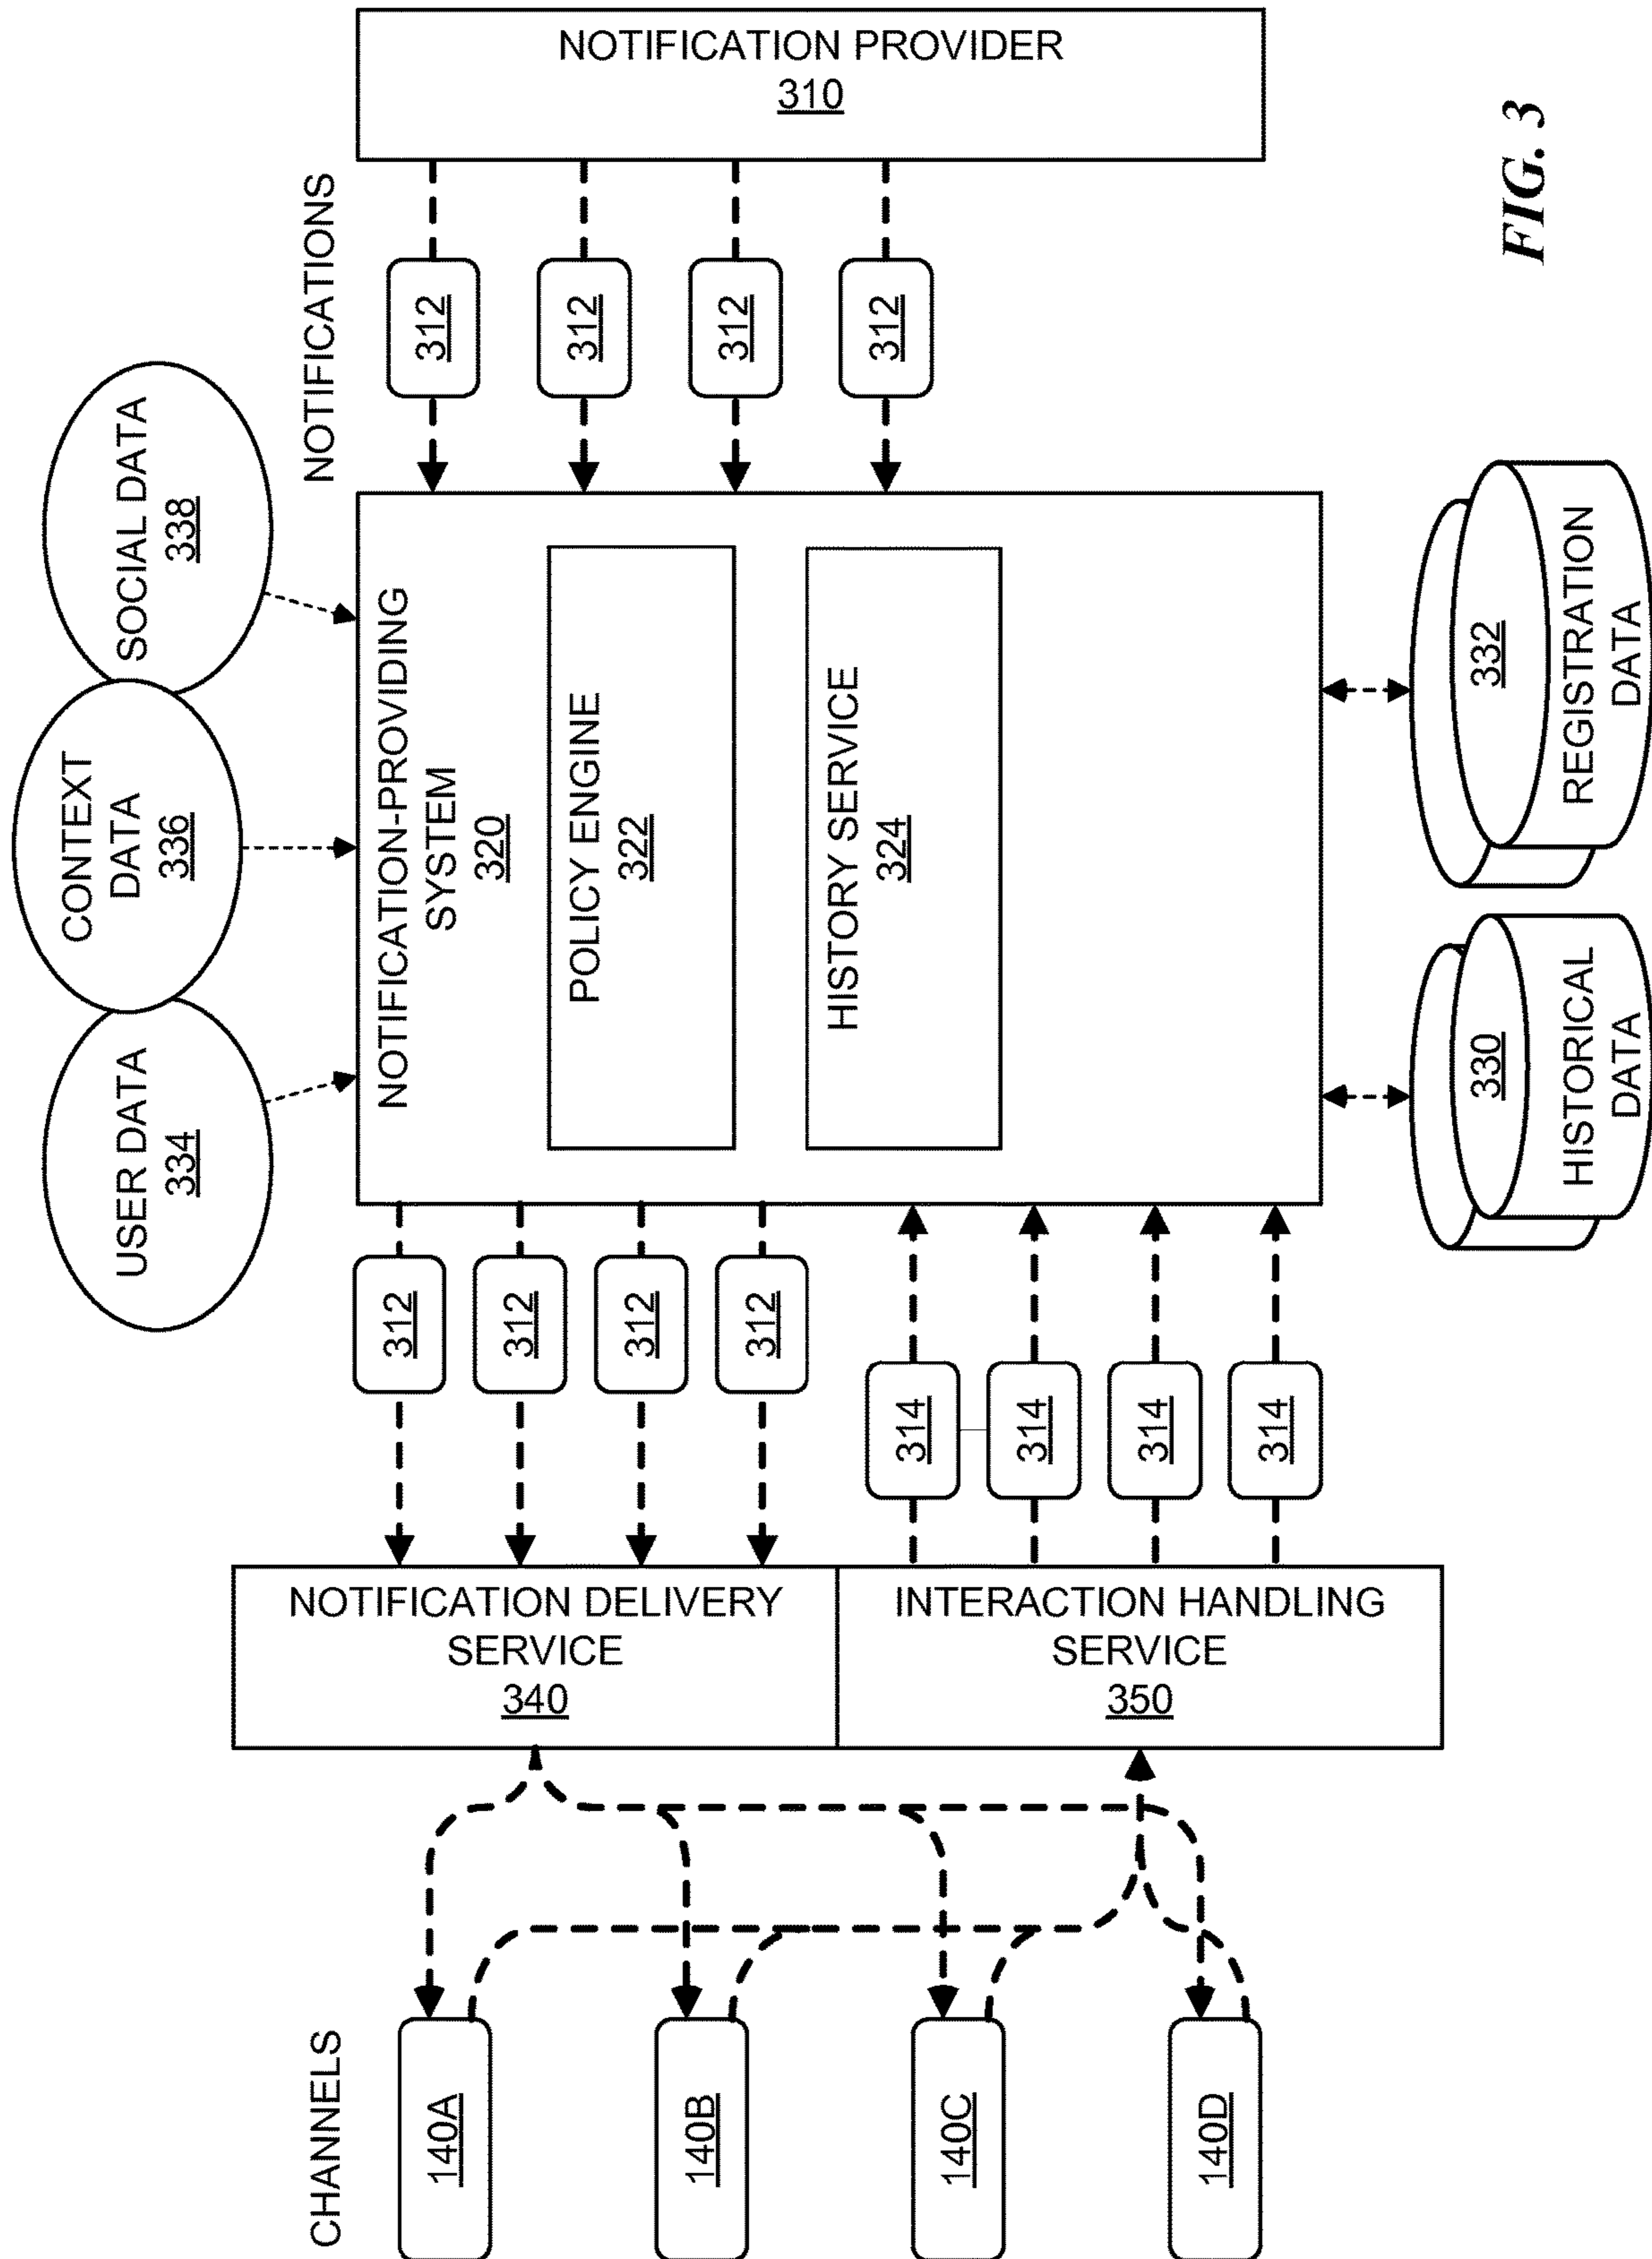 USER DATA
334
CONTEXT
DATA
336
SOCIAL DATA
338
CHANNELS
NOTIFICATIONS
140A
140B
140C
140D
NOTIFICATION DELIVERY
SERVICE
340
INTERACTION HANDLING
SERVICE
350
312
312
312
312
314
314
314
314
NOTIFICATION-PROVIDING
SYSTEM
320
POLICY ENGINE
322
HISTORY SERVICE
324
312
312
312
312
NOTIFICATION PROVIDER
310
330
HISTORICAL
DATA
332
REGISTRATION
DATA
FIG. 3